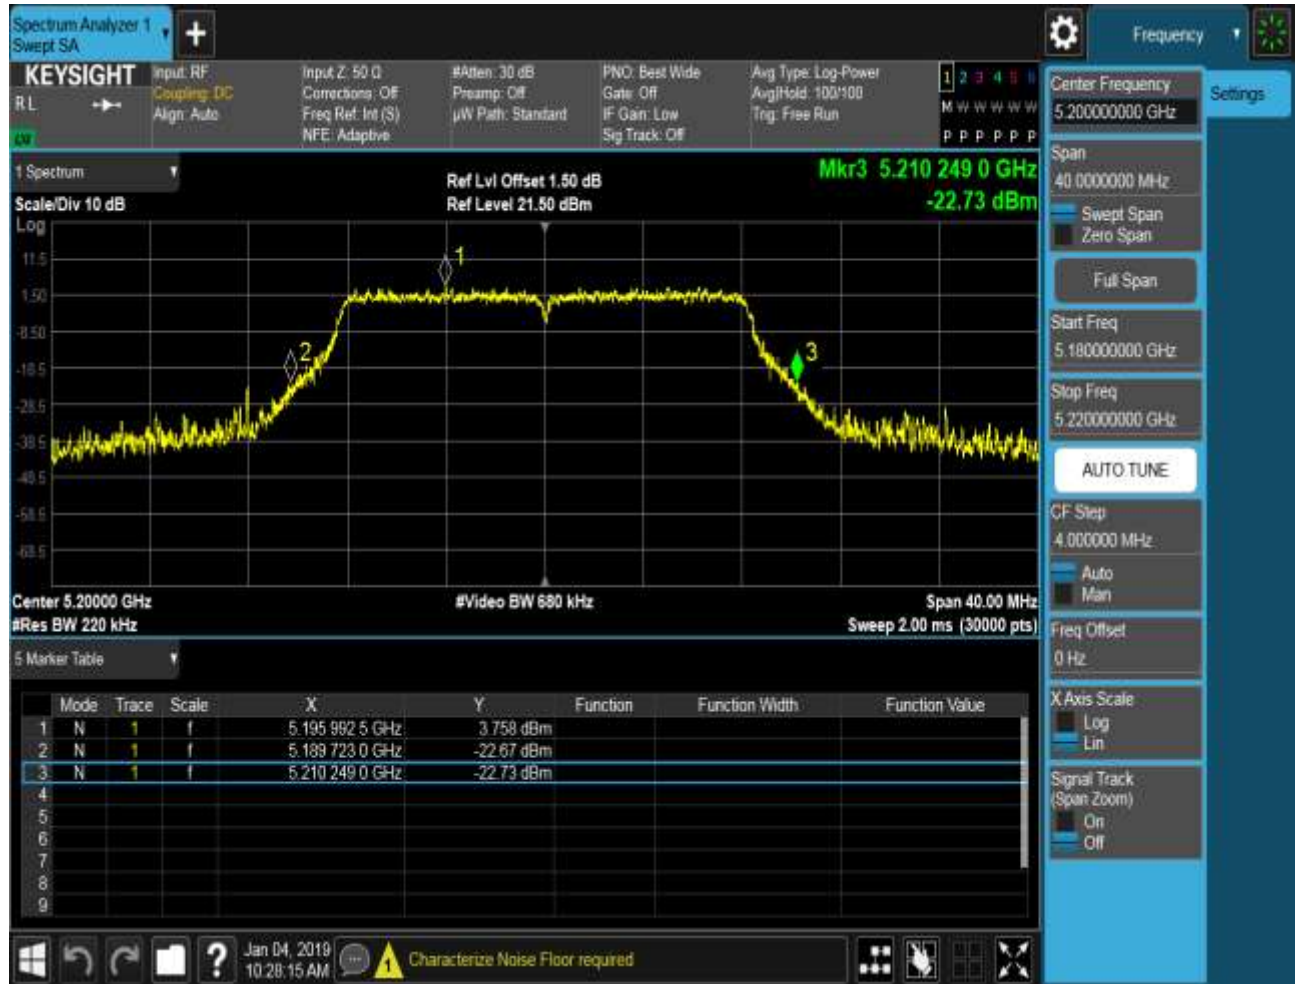 Spectrum Analyzer 1
Swept SA
+
Frequency
KEYSIGHT
RL
Input: RF
Coupling: DC
Align: Auto
Input Z: 50 Ω
Corrections: Off
Freq Ref: Int (S)
NFE: Adaptive
#Atten: 30 dB
Preamp: Off
µW Path: Standard
PNO: Best Wide
Gate: Off
IF Gain: Low
Sig Track: Off
Avg Type: Log-Power
Avg|Hold: 100/100
Trig: Free Run
1 2 3 4 5 6
M W W W W W
P P P P P P
1 Spectrum
Scale/Div 10 dB
Ref Lvl Offset 1.50 dB
Ref Level 21.50 dBm
Mkr3 5.210 249 0 GHz
-22.73 dBm
Log
11.5
1.50
-8.50
-18.5
-28.5
-38.5
-48.5
-58.5
-68.5
1
2
3
Center 5.20000 GHz
#Res BW 220 kHz
#Video BW 680 kHz
Span 40.00 MHz
Sweep 2.00 ms (30000 pts)
5 Marker Table
Mode Trace Scale X Y Function Function Width Function Value
1 N 1 f 5.195 992 5 GHz 3.758 dBm
2 N 1 f 5.189 723 0 GHz -22.67 dBm
3 N 1 f 5.210 249 0 GHz -22.73 dBm
4
5
6
7
8
9
Jan 04, 2019
10:28:15 AM
?
1
Characterize Noise Floor required
Center Frequency
5.200000000 GHz
Settings
Span
40.0000000 MHz
Swept Span
Zero Span
Full Span
Start Freq
5.180000000 GHz
Stop Freq
5.220000000 GHz
AUTO TUNE
CF Step
4.000000 MHz
Auto
Man
Freq Offset
0 Hz
X Axis Scale
Log
Lin
Signal Track
(Span Zoom)
On
Off